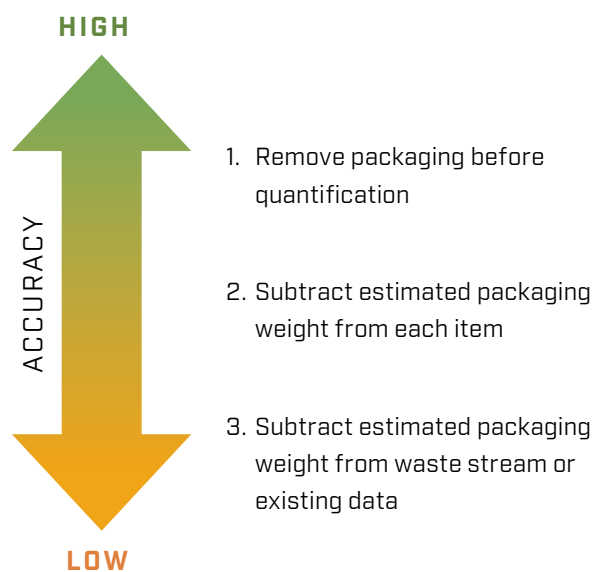 HIGH
ACCURACY
1. Remove packaging before
quantification
2. Subtract estimated packaging
weight from each item
3. Subtract estimated packaging
weight from waste stream or
existing data
LOW